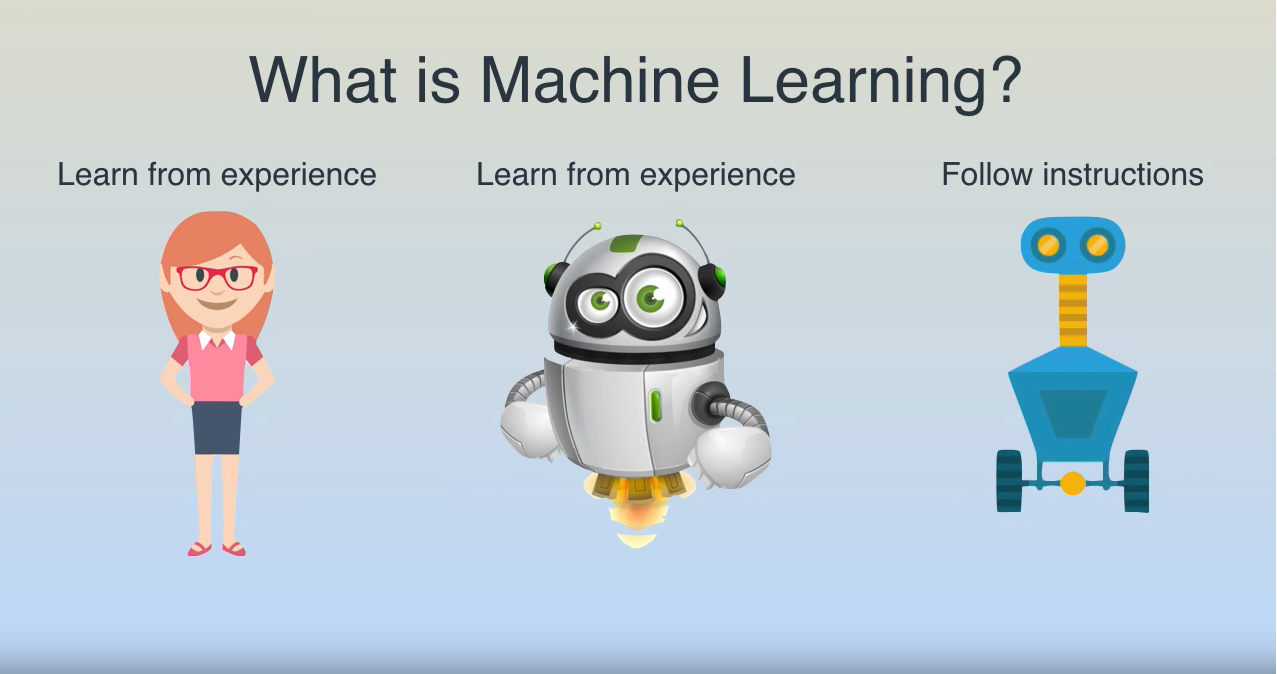 What is Machine Learning?
Learn from experience
Learn from experience
Follow instructions